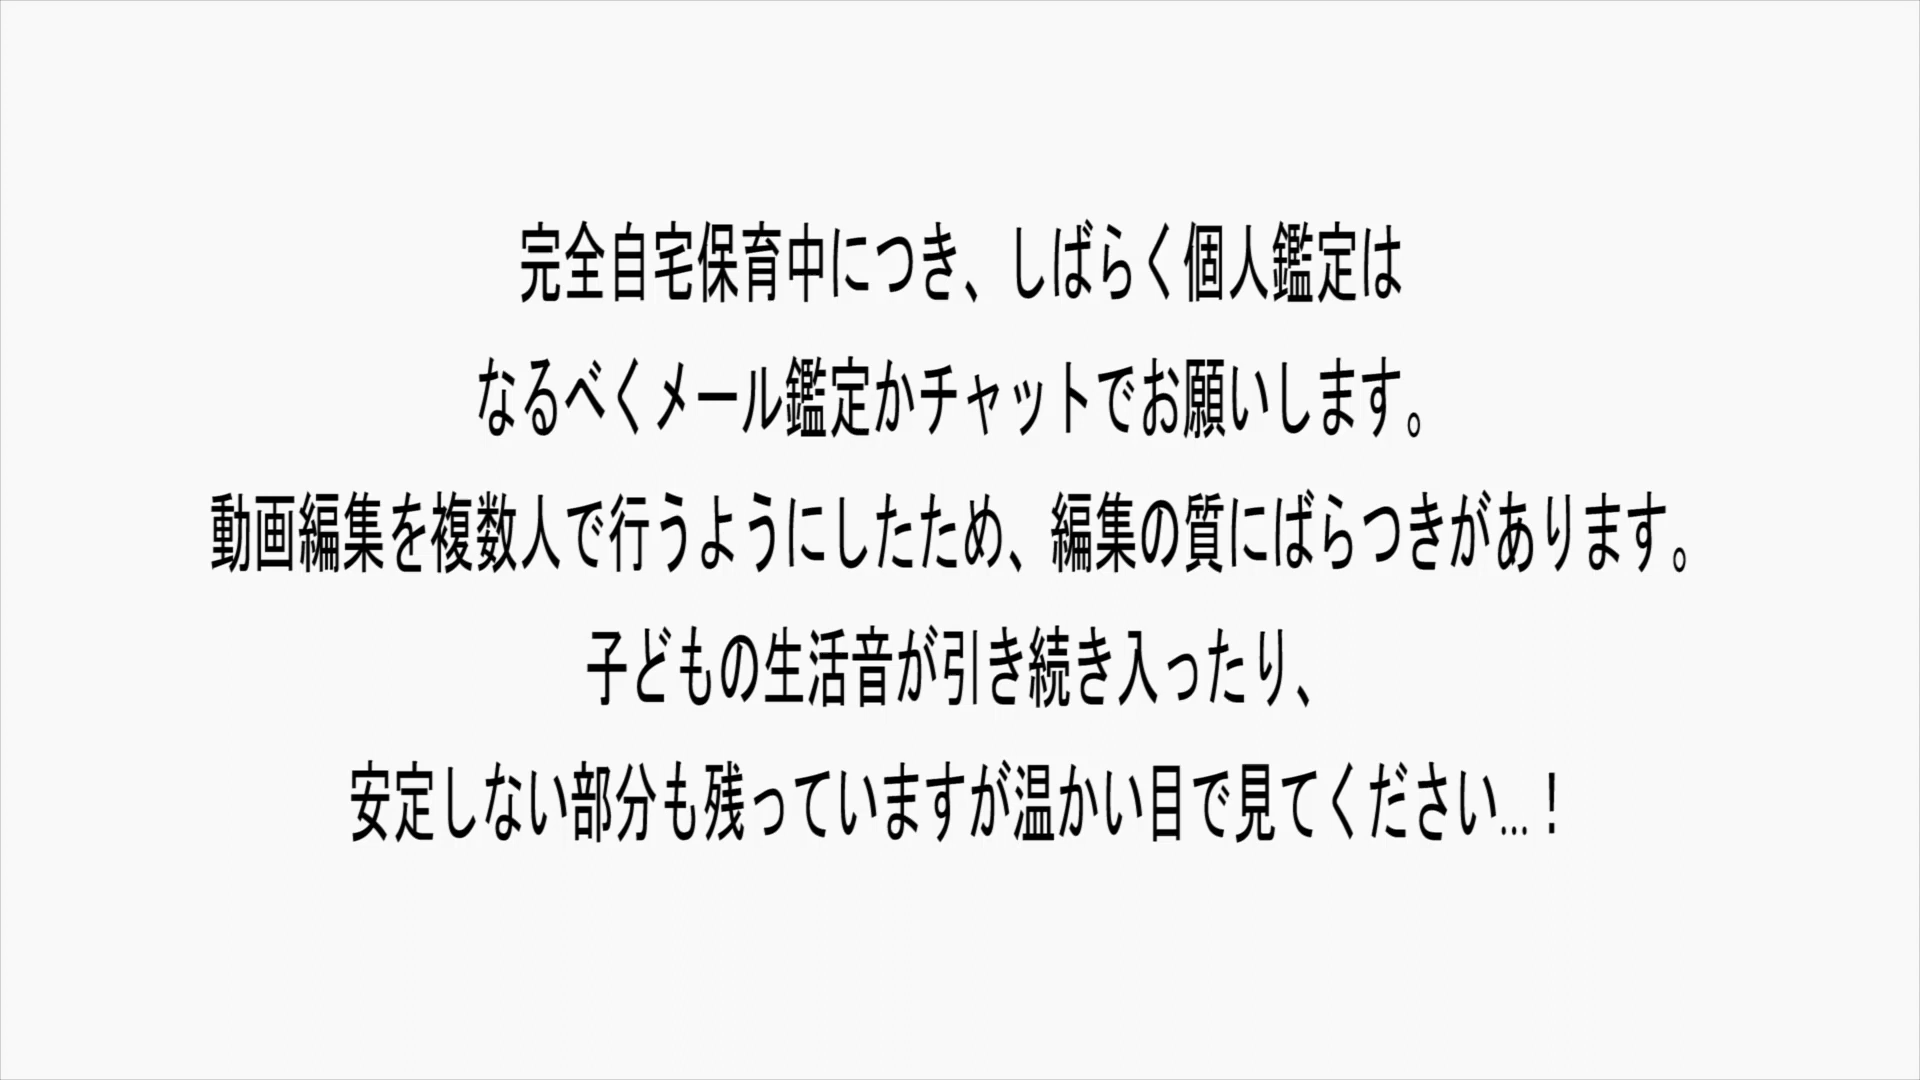 完全自宅保育中につき、しばらく個人鑑定は
なるべくメール鑑定かチャットでお願いします。
動画編集を複数人で行うようにしたため、編集の質にばらつきがあります。
子どもの生活音が引き続き入ったり、
安定しない部分も残っていますが温かい目で見てください...！